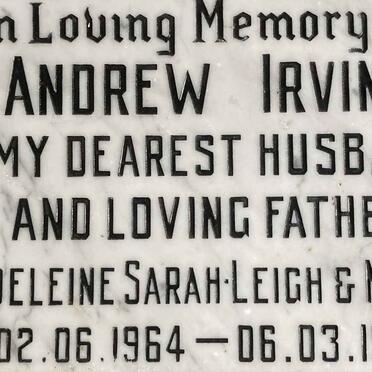 n Loving Memory
ANDREW IRVIN
MY DEAREST HUSB
AND LOVING FATHE
DELEINE SARAH-LEIGH & 
02.06.1964 — 06.03.1